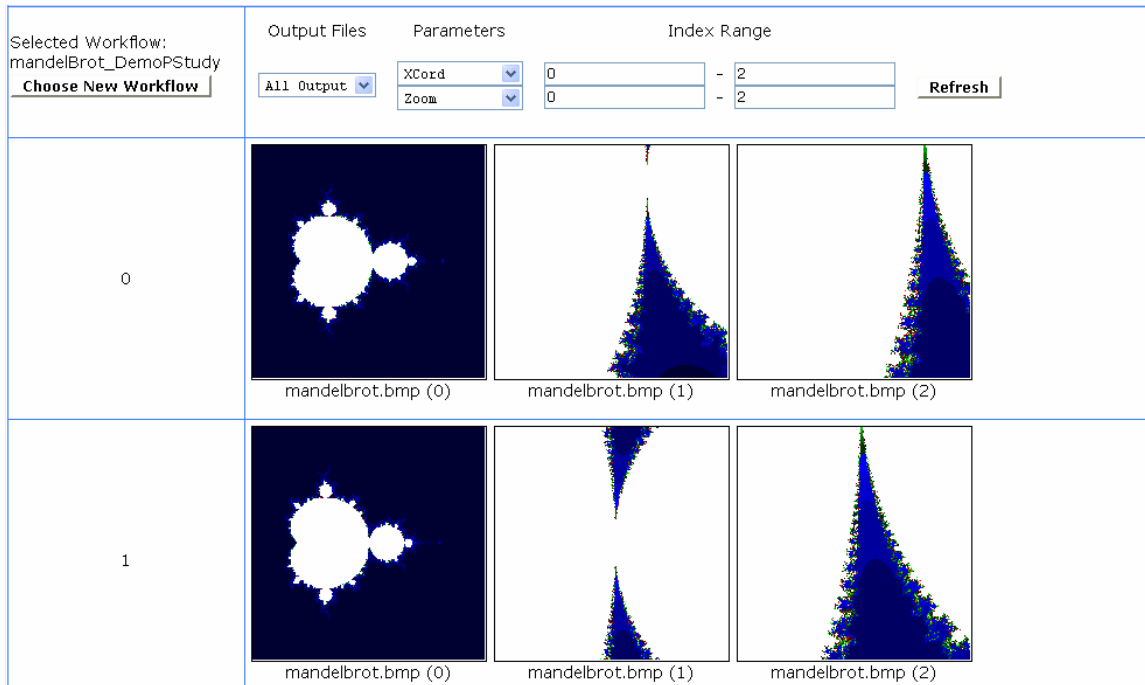 Selected Workflow:
mandelBrot_DemoPStudy
Choose New Workflow
Output Files Parameters Index Range
All Output XCord 0 - 2
Zoom 0 - 2
Refresh
0
mandelbrot.bmp (0) mandelbrot.bmp (1) mandelbrot.bmp (2)
1
mandelbrot.bmp (0) mandelbrot.bmp (1) mandelbrot.bmp (2)